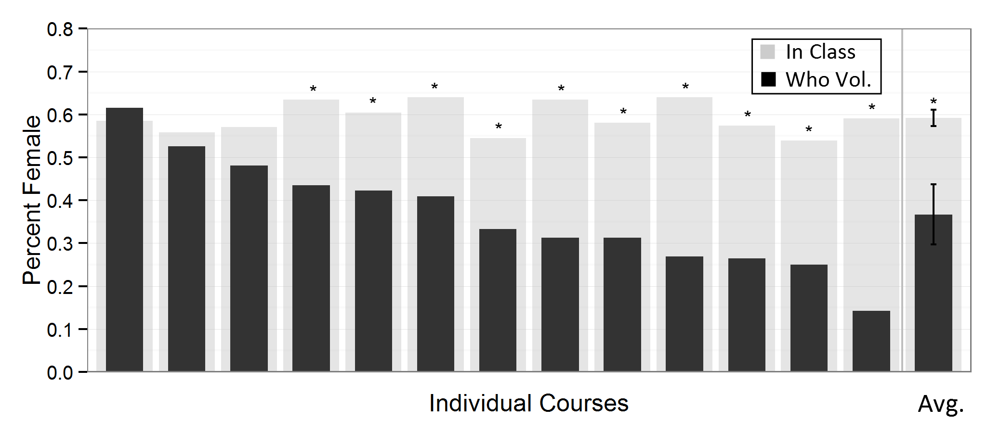 0.8
0.7
0.6
0.5
0.4
0.3
0.2
0.1
0.0
Percent Female
In Class
Who Vol.
* * * * * * * * * * *
Individual Courses
Avg.